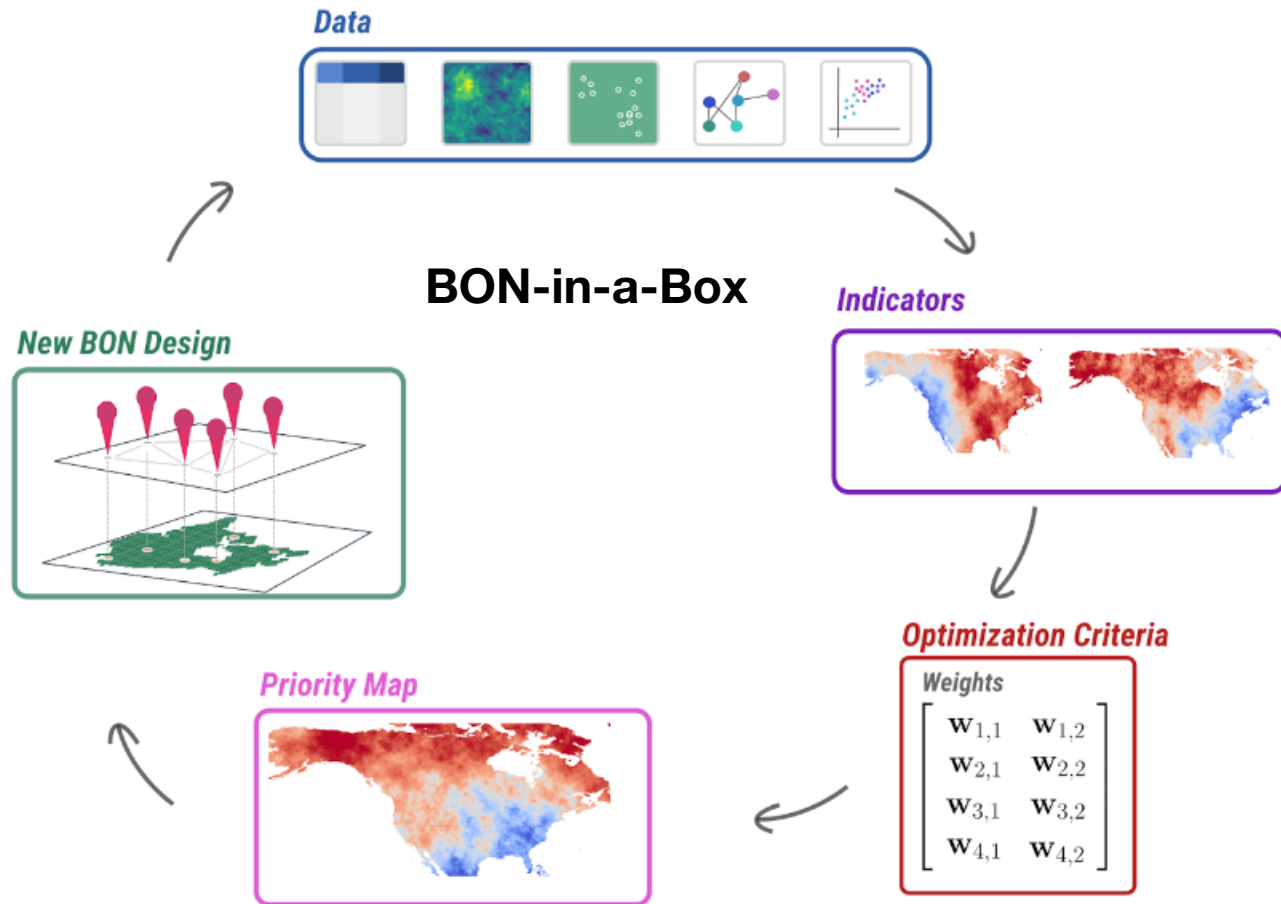 Data
BON-in-a-Box
Indicators
New BON Design
Optimization Criteria
Weights
w1,1 w1,2
w2,1 w2,2
w3,1 w3,2
w4,1 w4,2
Priority Map